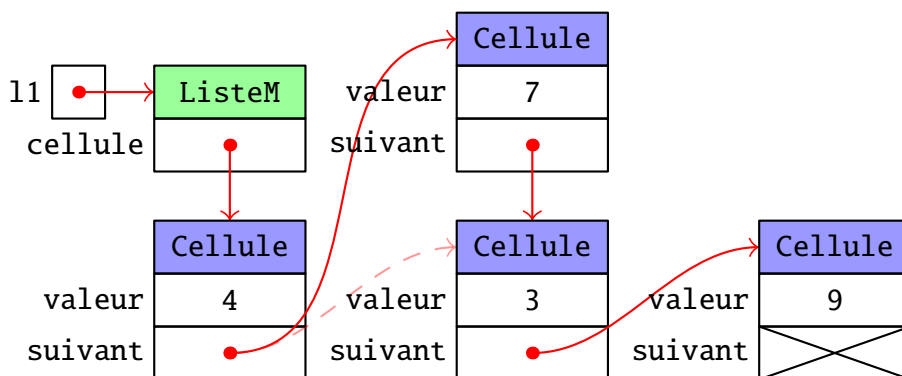 Cellule
l1 ListeM valeur 7
cellule suivant
Cellule Cellule Cellule
valeur 4 valeur 3 valeur 9
suivant suivant suivant